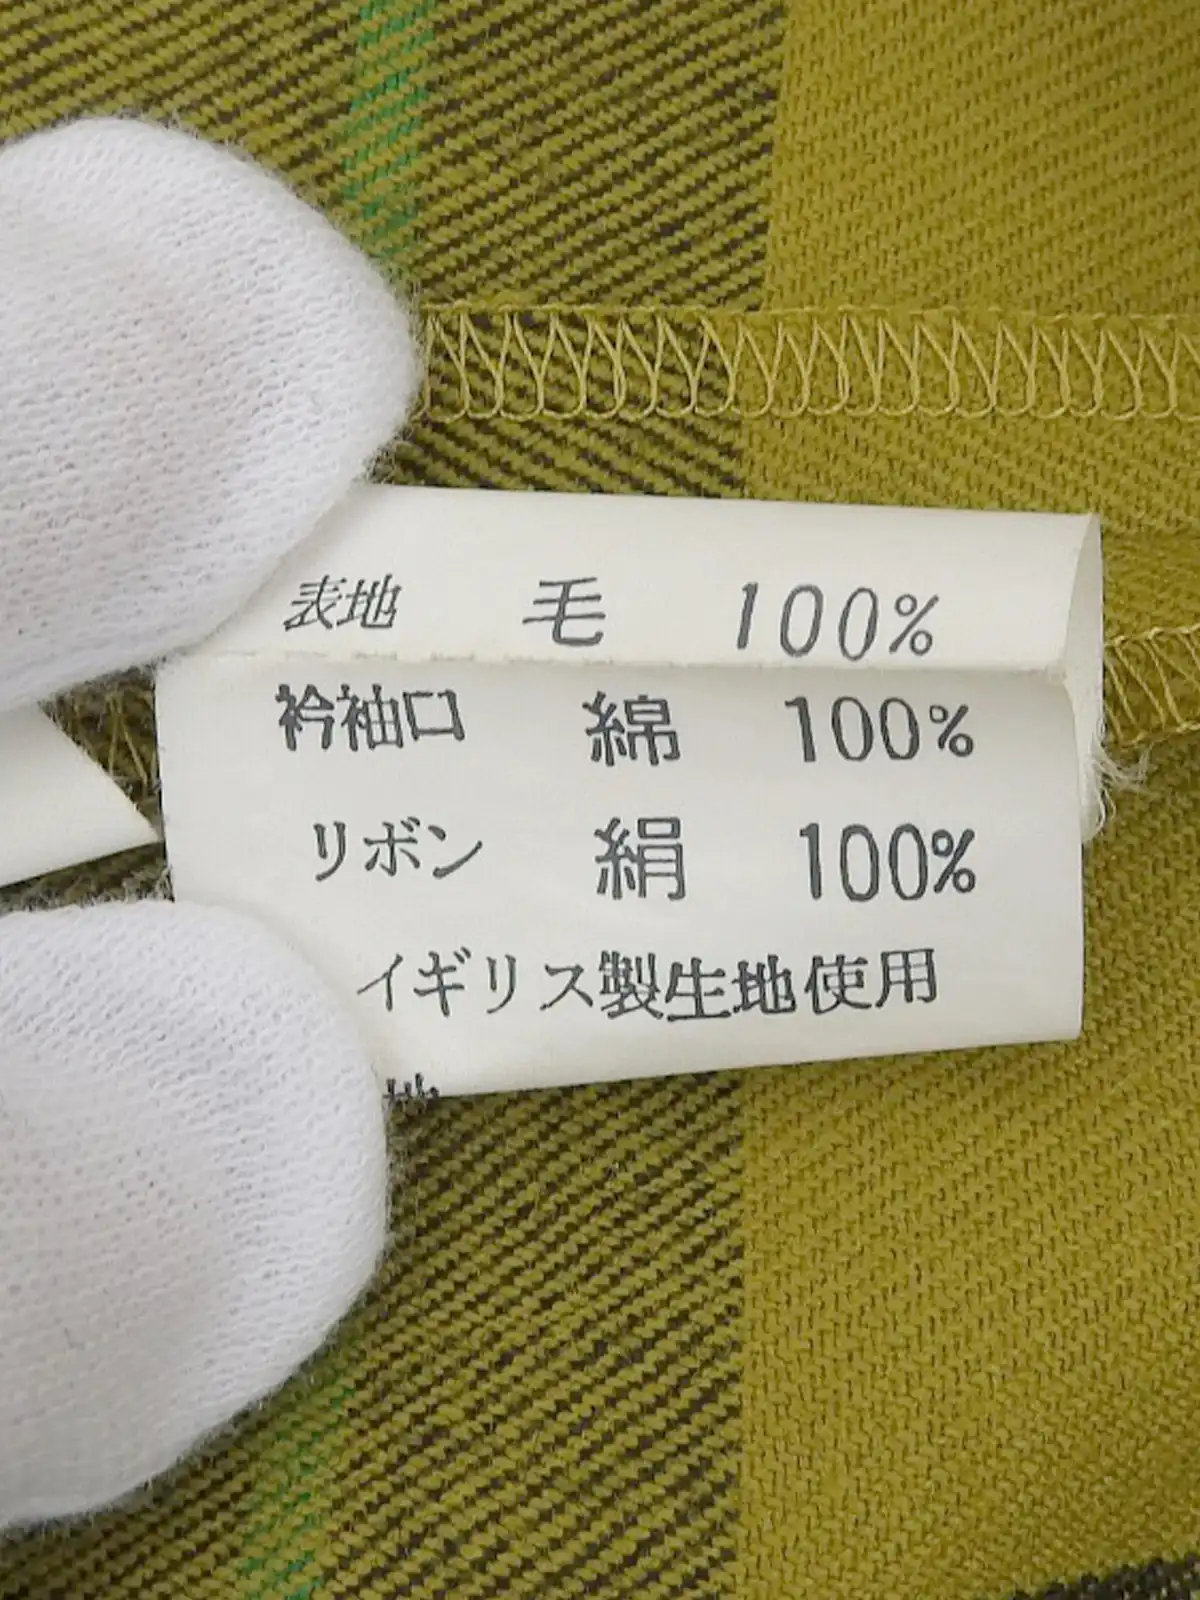 表地 毛 100%
衿袖口 綿 100%
リボン 絹 100%
イギリス製生地使用